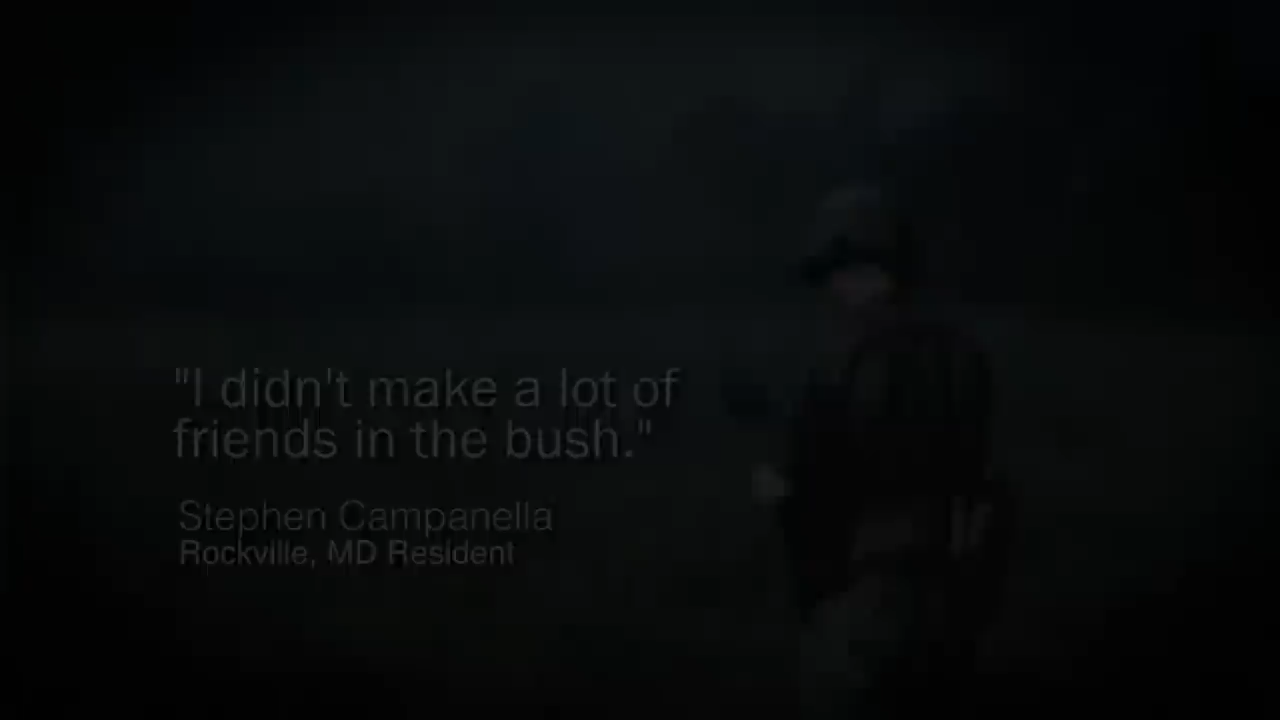 "I didn't make a lot of
friends in the bush."
Stephen Campanella
Rockville, MD Resident